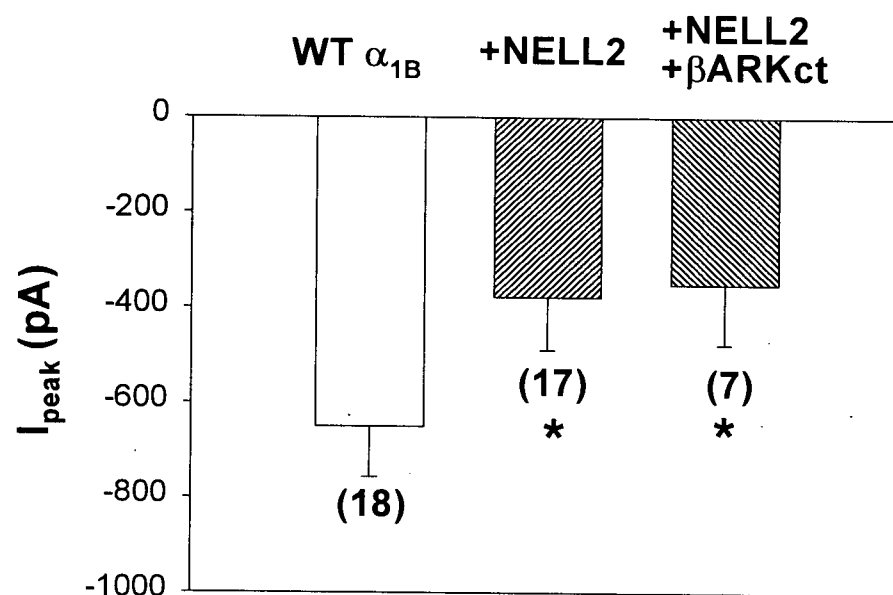 WT α1B
+NELL2
+NELL2
+βARKct
0
-200
-400
-600
-800
-1000
Ipeak (pA)
(18)
(17)
*
(7)
*